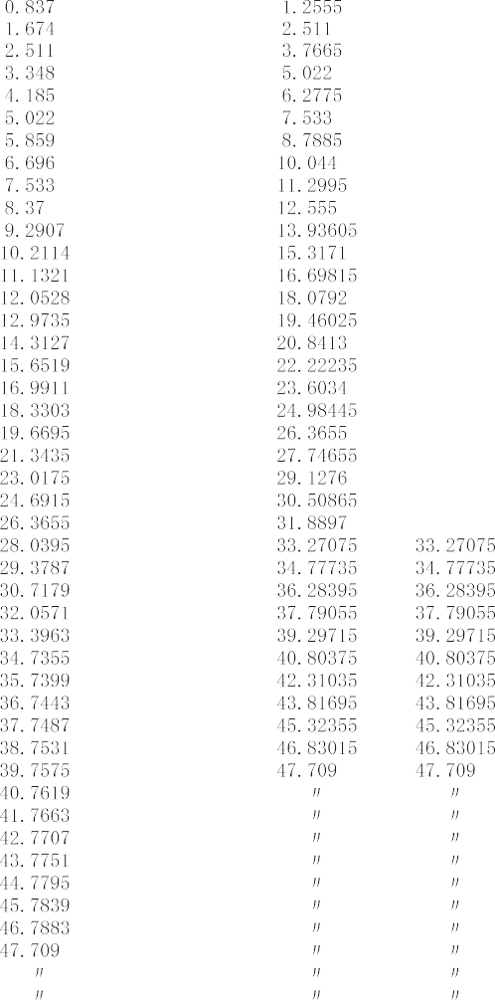 0.837 1.2555
1.674 2.511
2.511 3.7665
3.348 5.022
4.185 6.2775
5.022 7.533
5.859 8.7885
6.696 10.044
7.533 11.2995
8.37 12.555
9.2907 13.93605
10.2114 15.3171
11.1321 16.69815
12.0528 18.0792
12.9735 19.46025
14.3127 20.8413
15.6519 22.22235
16.9911 23.6034
18.3303 24.98445
19.6695 26.3655
21.3435 27.74655
23.0175 29.1276
24.6915 30.50865
26.3655 31.8897
28.0395 33.27075 33.27075
29.3787 34.77735 34.77735
30.7179 36.28395 36.28395
32.0571 37.79055 37.79055
33.3963 39.29715 39.29715
34.7355 40.80375 40.80375
35.7399 42.31035 42.31035
36.7443 43.81695 43.81695
37.7487 45.32355 45.32355
38.7531 46.83015 46.83015
39.7575 47.709 47.709
40.7619 〃 〃
41.7663 〃 〃
42.7707 〃 〃
43.7751 〃 〃
44.7795 〃 〃
45.7839 〃 〃
46.7883 〃 〃
47.709 〃 〃
〃 〃 〃
〃 〃 〃